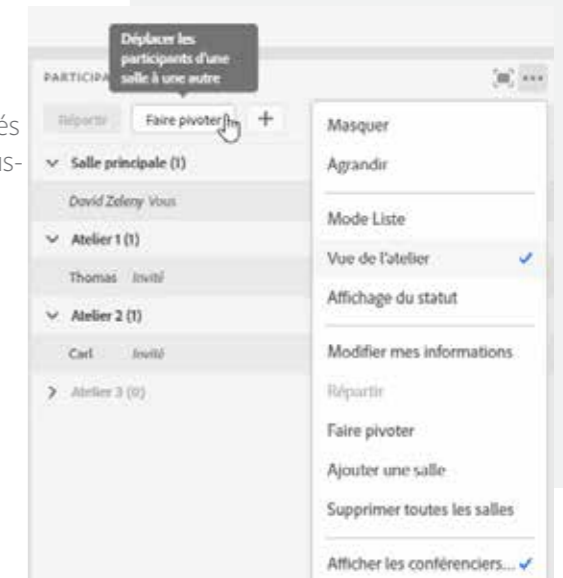 Déplacer les
participants d'une
salle à une autre
PARTICIPA
és
us-
Répartir Faire pivoter +
Salle principale (1)
David Zeleny Vous
Atelier 1 (1)
Thomas Invité
Atelier 2 (1)
Carl Invité
Atelier 3 (0)
Masquer
Agrandir
Mode Liste
Vue de l'atelier
Affichage du statut
Modifier mes informations
Répartir
Faire pivoter
Ajouter une salle
Supprimer toutes les salles
Afficher les conférenciers...